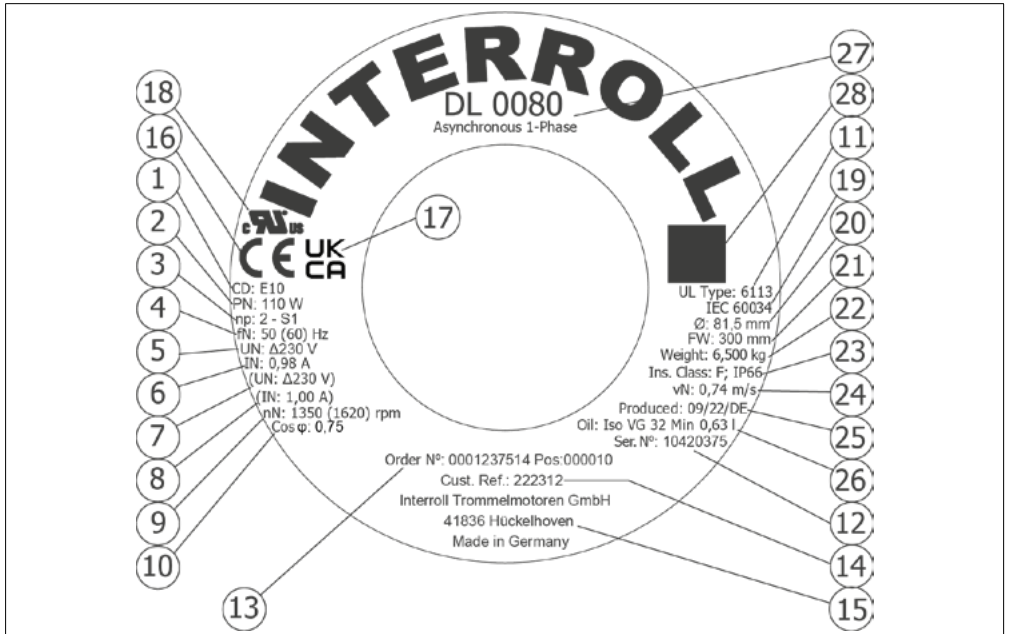 INTERROLL
DL 0080
Asynchronous 1-Phase
c RU us
CE UK CA
CD: E10
PN: 110 W
np: 2 - S1
fN: 50 (60) Hz
UN: Δ230 V
IN: 0,98 A
(UN: Δ230 V)
(IN: 1,00 A)
nN: 1350 (1620) rpm
Cos φ: 0,75
UL Type: 6113
IEC 60034
Ø: 81,5 mm
FW: 300 mm
Weight: 6,500 kg
Ins. Class: F; IP66
vN: 0,74 m/s
Produced: 09/22/DE
Oil: Iso VG 32 Min 0,63 l
Ser. Nº: 10420375
Order Nº: 0001237514 Pos:000010
Cust. Ref.: 222312
Interroll Trommelmotoren GmbH
41836 Hückelhoven
Made in Germany
18
16
1
2
3
4
5
6
7
8
9
10
13
17
27
28
11
19
20
21
22
23
24
25
26
12
14
15